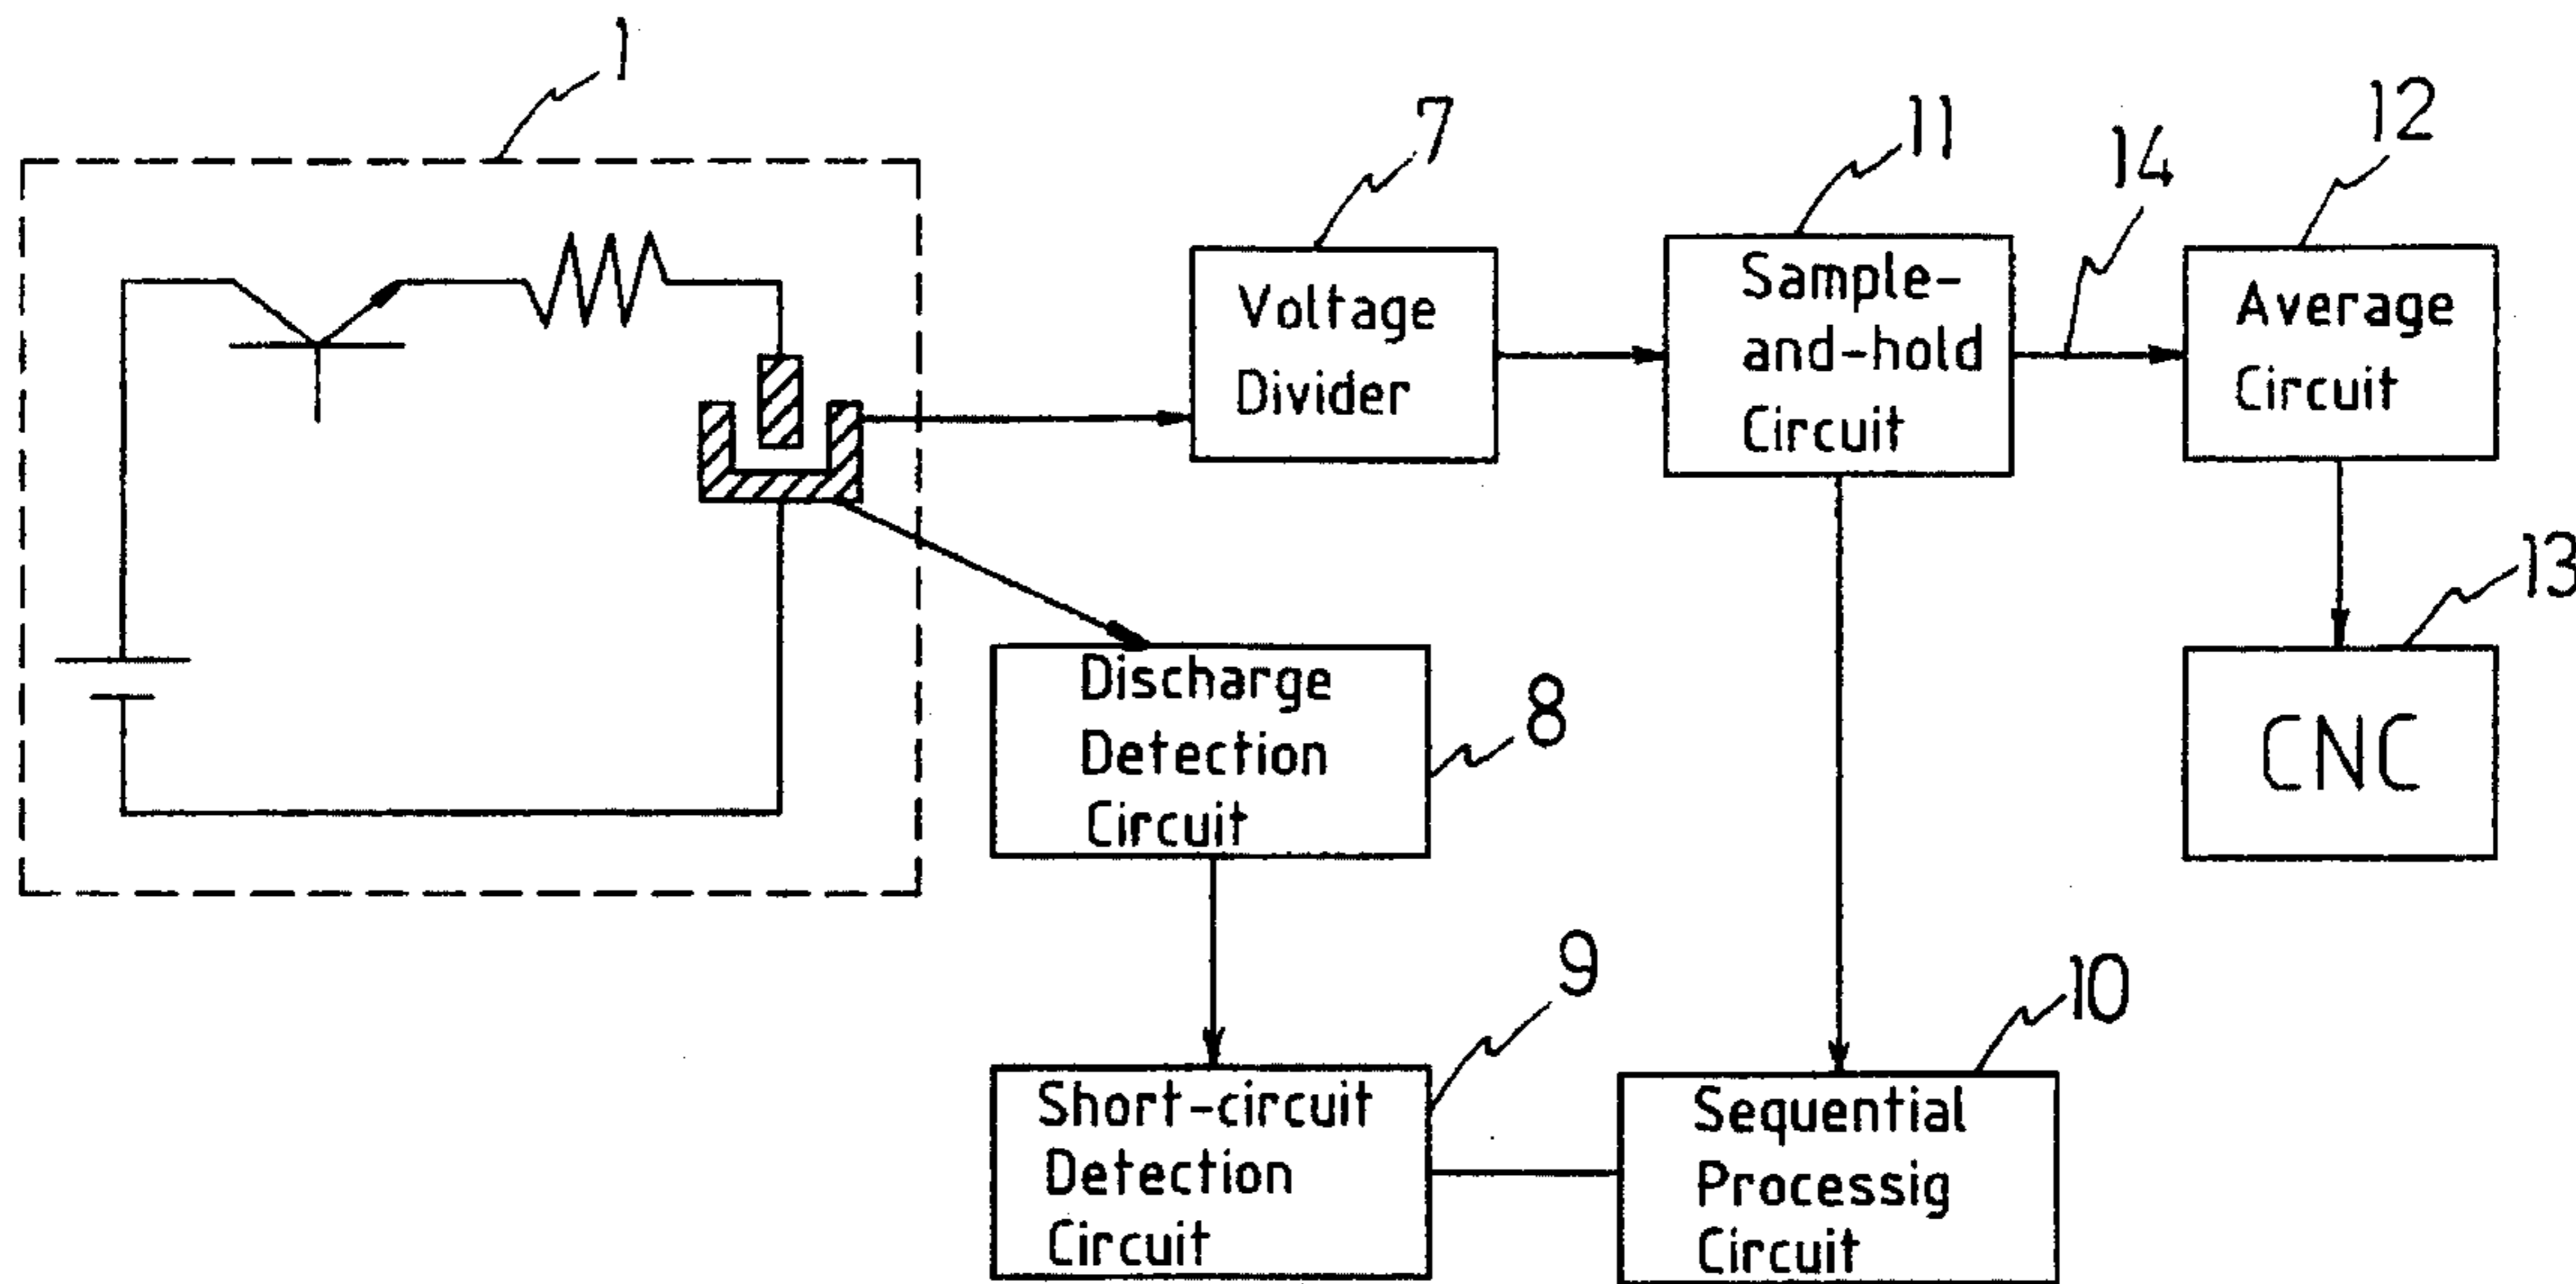 1
7
11
14
12
Voltage
Divider
Sample-
and-hold
Circuit
Average
Circuit
13
CNC
Discharge
Detection
Circuit
8
9
10
Short-circuit
Detection
Circuit
Sequential
Processig
Circuit